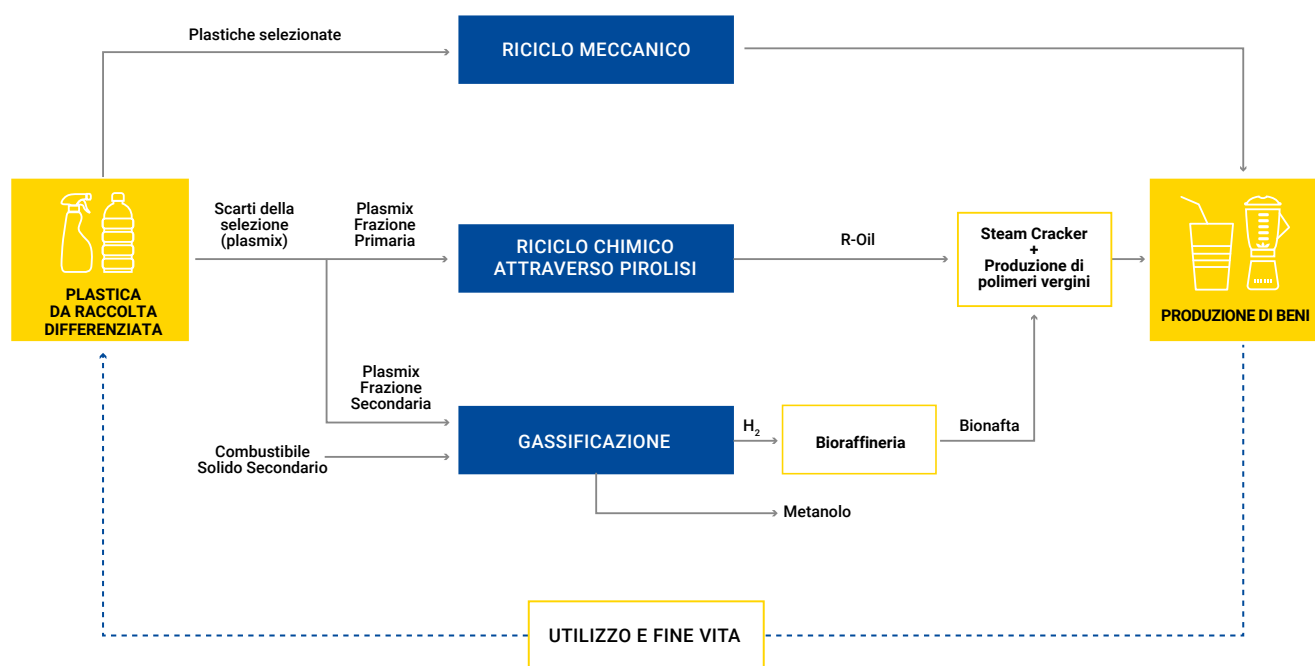 Plastiche selezionate
RICICLO MECCANICO
PLASTICA
DA RACCOLTA
DIFFERENZIATA
Scarti della
selezione
(plasmix)
Plasmix
Frazione
Primaria
RICICLO CHIMICO
ATTRAVERSO PIROLISI
R-Oil
Steam Cracker
+
Produzione di
polimeri vergini
PRODUZIONE DI BENI
Plasmix
Frazione
Secondaria
Combustibile
Solido Secondario
GASSIFICAZIONE
H₂
Bioraffineria
Bionafta
Metanolo
UTILIZZO E FINE VITA